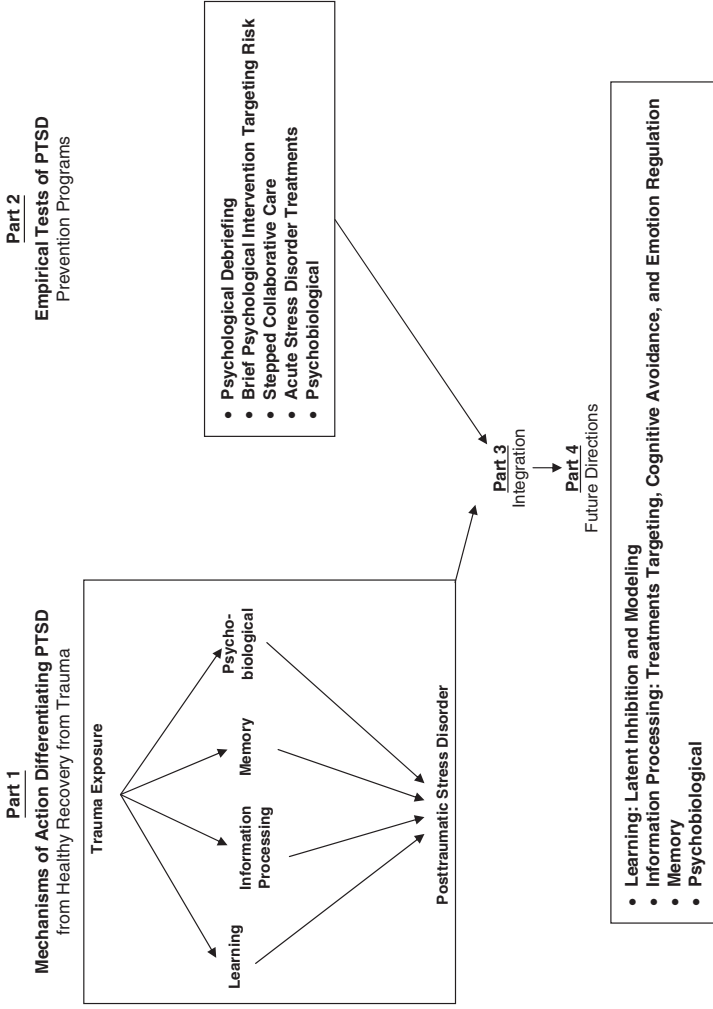 Part 1
Mechanisms of Action Differentiating PTSD
from Healthy Recovery from Trauma
Trauma Exposure
Learning
Information
Processing
Memory
Psycho-
biological
Posttraumatic Stress Disorder
Part 2
Empirical Tests of PTSD
Prevention Programs
• Psychological Debriefing
• Brief Psychological Intervention Targeting Risk
• Stepped Collaborative Care
• Acute Stress Disorder Treatments
• Psychobiological
Part 3
Integration
Part 4
Future Directions
• Learning: Latent Inhibition and Modeling
• Information Processing: Treatments Targeting, Cognitive Avoidance, and Emotion Regulation
• Memory
• Psychobiological